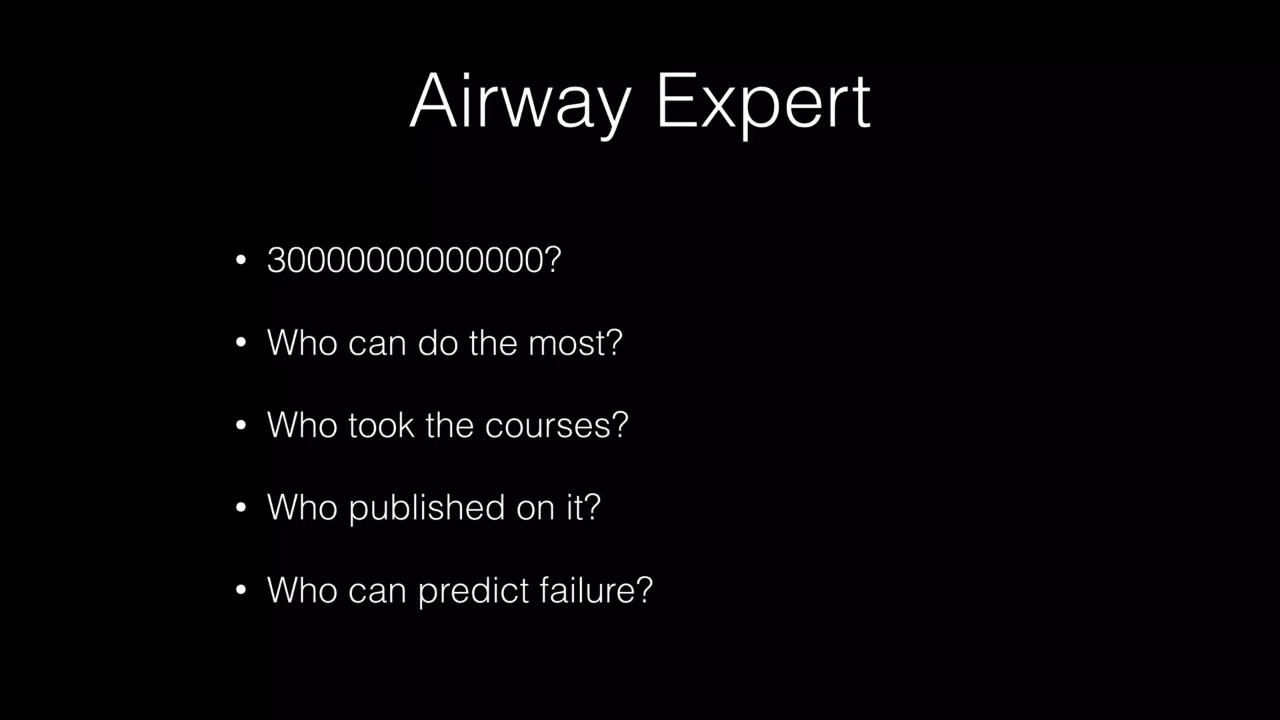 Airway Expert
• 30000000000000?
• Who can do the most?
• Who took the courses?
• Who published on it?
• Who can predict failure?